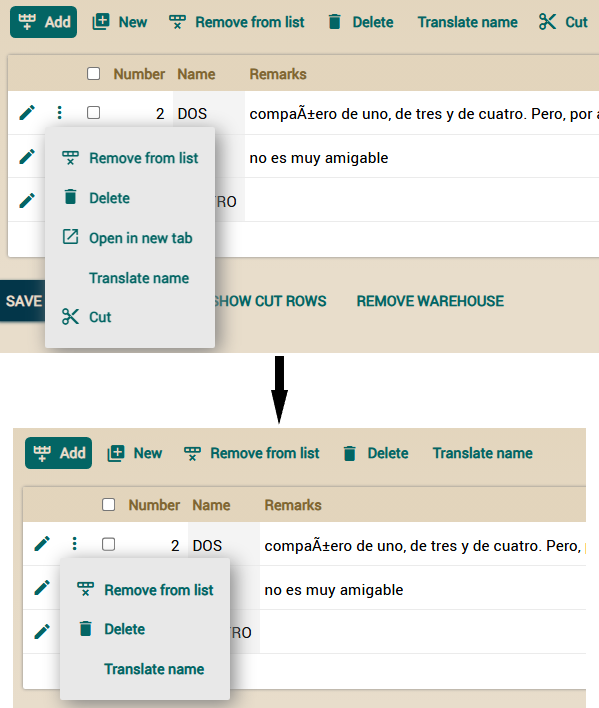 Add New Remove from list Delete Translate name Cut
Number Name Remarks
2 DOS compaÃ±ero de uno, de tres y de cuatro. Pero, por
Remove from list no es muy amigable
Delete RO
Open in new tab
Translate name
SAVE SHOW CUT ROWS REMOVE WAREHOUSE
Cut
Add New Remove from list Delete Translate name
Number Name Remarks
2 DOS compaÃ±ero de uno, de tres y de cuatro. Pero,
Remove from list no es muy amigable
Delete RO
Translate name